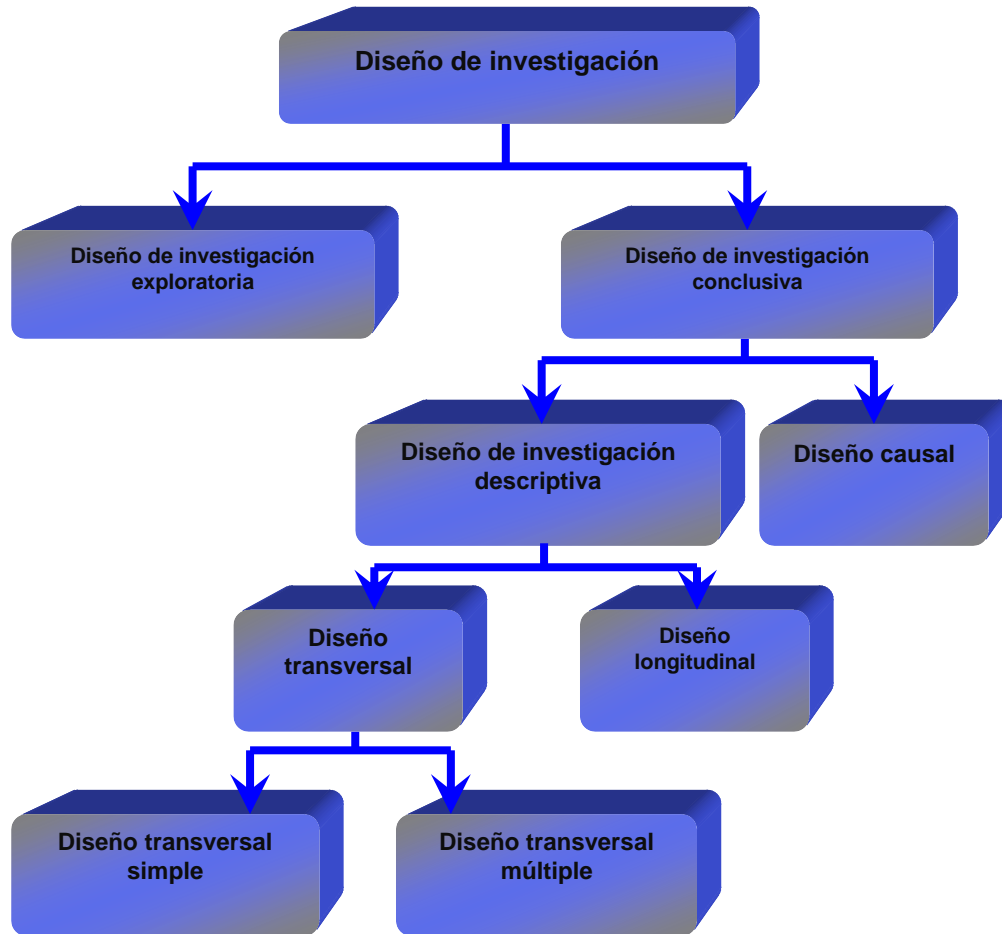 Diseño de investigación
Diseño de investigación
exploratoria
Diseño de investigación
conclusiva
Diseño de investigación
descriptiva
Diseño causal
Diseño
transversal
Diseño
longitudinal
Diseño transversal
simple
Diseño transversal
múltiple